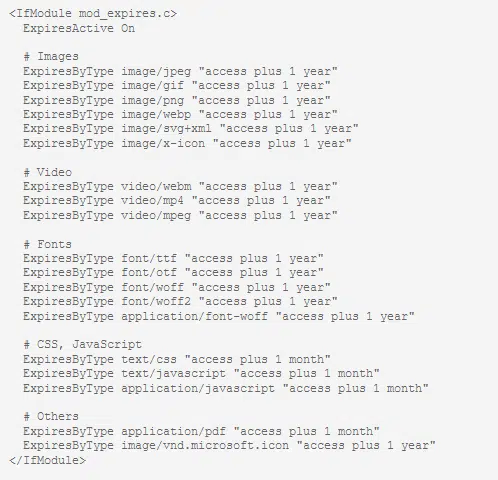 <IfModule mod_expires.c>
  ExpiresActive On

  # Images
  ExpiresByType image/jpeg "access plus 1 year"
  ExpiresByType image/gif "access plus 1 year"
  ExpiresByType image/png "access plus 1 year"
  ExpiresByType image/webp "access plus 1 year"
  ExpiresByType image/svg+xml "access plus 1 year"
  ExpiresByType image/x-icon "access plus 1 year"

  # Video
  ExpiresByType video/webm "access plus 1 year"
  ExpiresByType video/mp4 "access plus 1 year"
  ExpiresByType video/mpeg "access plus 1 year"

  # Fonts
  ExpiresByType font/ttf "access plus 1 year"
  ExpiresByType font/otf "access plus 1 year"
  ExpiresByType font/woff "access plus 1 year"
  ExpiresByType font/woff2 "access plus 1 year"
  ExpiresByType application/font-woff "access plus 1 year"

  # CSS, JavaScript
  ExpiresByType text/css "access plus 1 month"
  ExpiresByType text/javascript "access plus 1 month"
  ExpiresByType application/javascript "access plus 1 month"

  # Others
  ExpiresByType application/pdf "access plus 1 month"
  ExpiresByType image/vnd.microsoft.icon "access plus 1 year"
</IfModule>